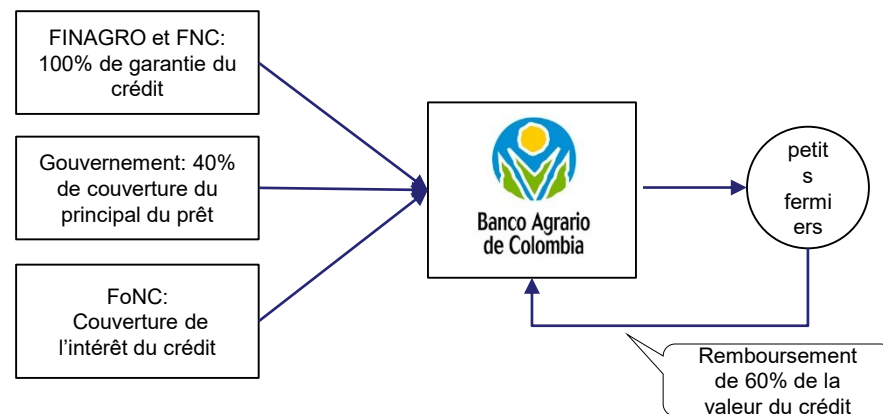 FINAGRO et FNC:
100% de garantie du
crédit
Gouvernement: 40%
de couverture du
principal du prêt
FoNC:
Couverture de
l’intérêt du crédit
Banco Agrario
de Colombia
petit
s
fermi
ers
Remboursement
de 60% de la
valeur du crédit